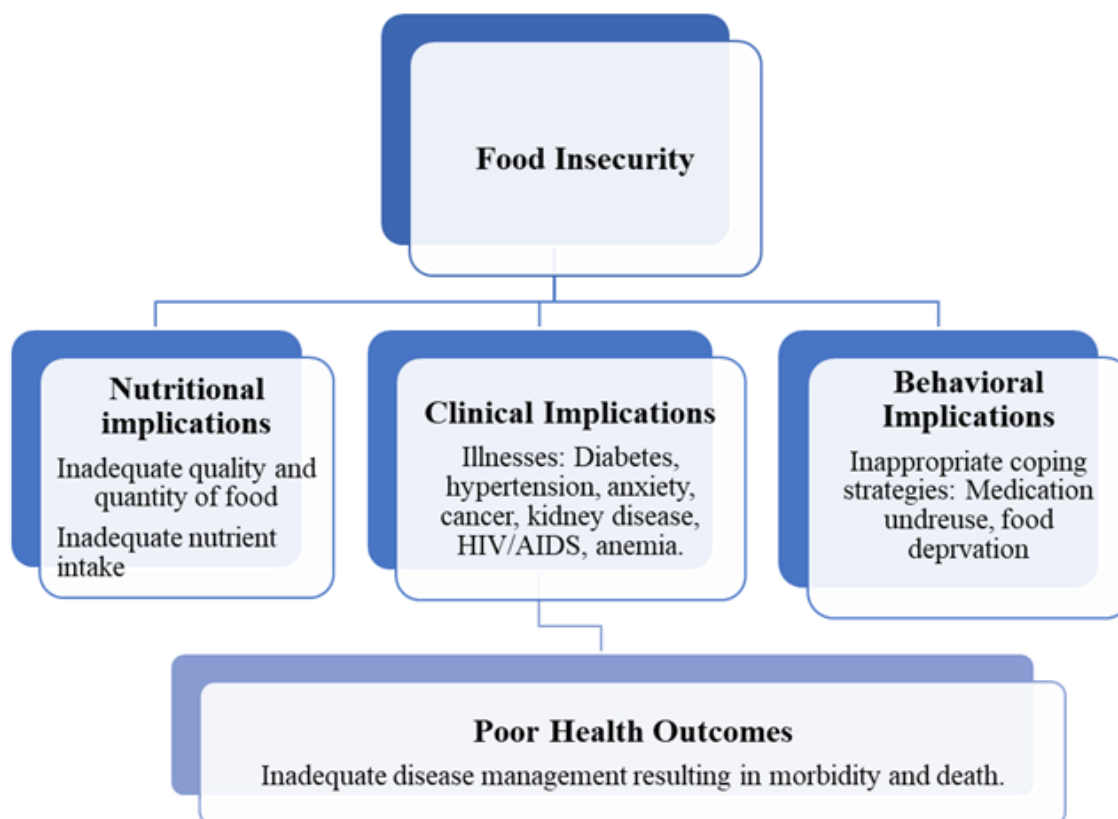 Food Insecurity
Nutritional
implications
Inadequate quality and
quantity of food
Inadequate nutrient
intake
Clinical Implications
Illnesses: Diabetes,
hypertension, anxiety,
cancer, kidney disease,
HIV/AIDS, anemia.
Behavioral
Implications
Inappropriate coping
strategies: Medication
undreuse, food
deprvation
Poor Health Outcomes
Inadequate disease management resulting in morbidity and death.